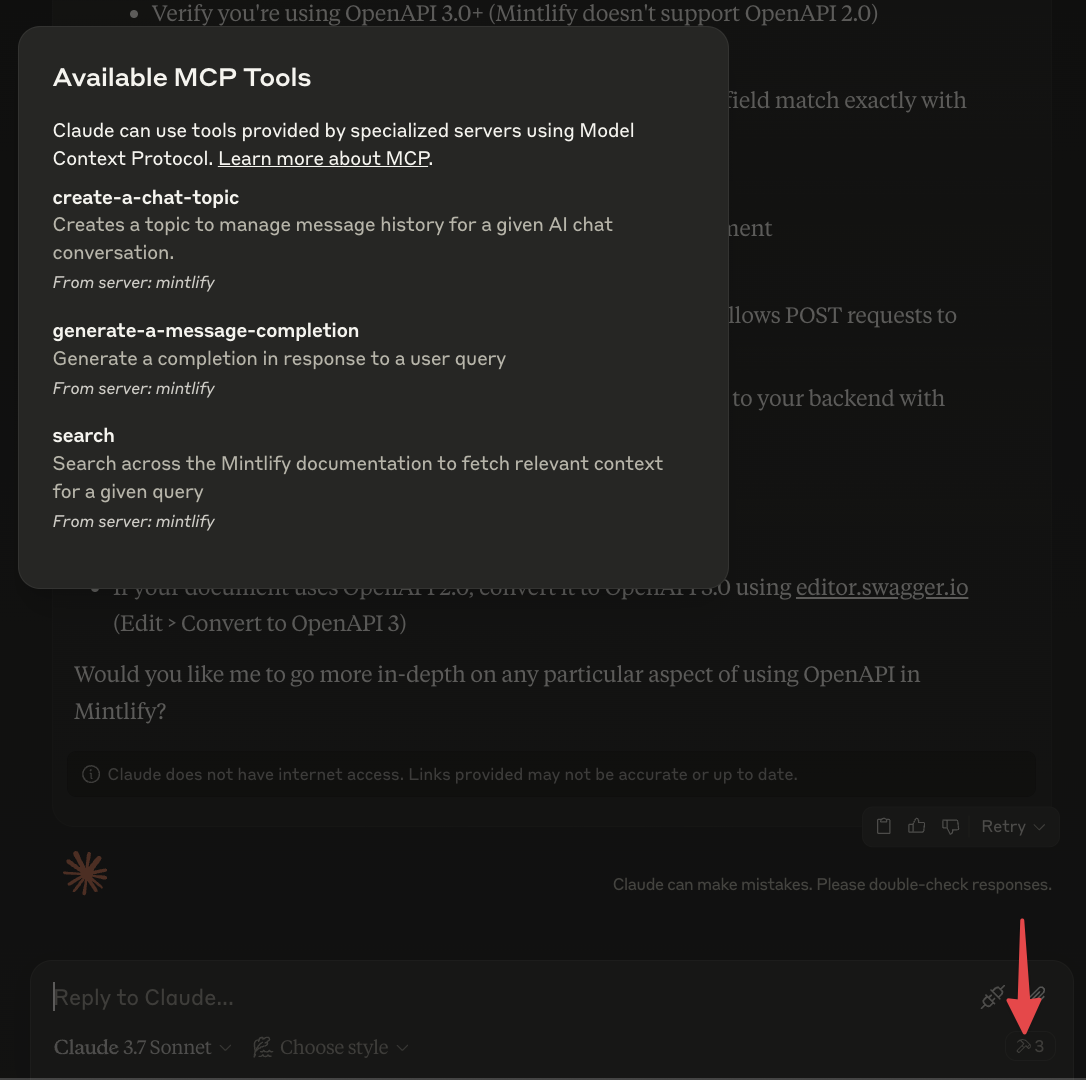 Verify you're using OpenAPI 3.0+ (Mintlify doesn't support OpenAPI 2.0)
Available MCP Tools
Claude can use tools provided by specialized servers using Model
Context Protocol. Learn more about MCP.
create-a-chat-topic
Creates a topic to manage message history for a given AI chat
conversation.
From server: mintlify
generate-a-message-completion
Generate a completion in response to a user query
From server: mintlify
search
Search across the Mintlify documentation to fetch relevant context
for a given query
From server: mintlify
field match exactly with
to your backend with
POST requests to
If your document uses OpenAPI 2.0, convert it to OpenAPI 3.0 using editor.swagger.io
(Edit > Convert to OpenAPI 3)
Would you like me to go more in-depth on any particular aspect of using OpenAPI in
Mintlify?
Claude does not have internet access. Links provided may not be accurate or up to date.
Retry
Claude can make mistakes. Please double-check responses.
Reply to Claude...
Claude 3.7 Sonnet
Choose style
3